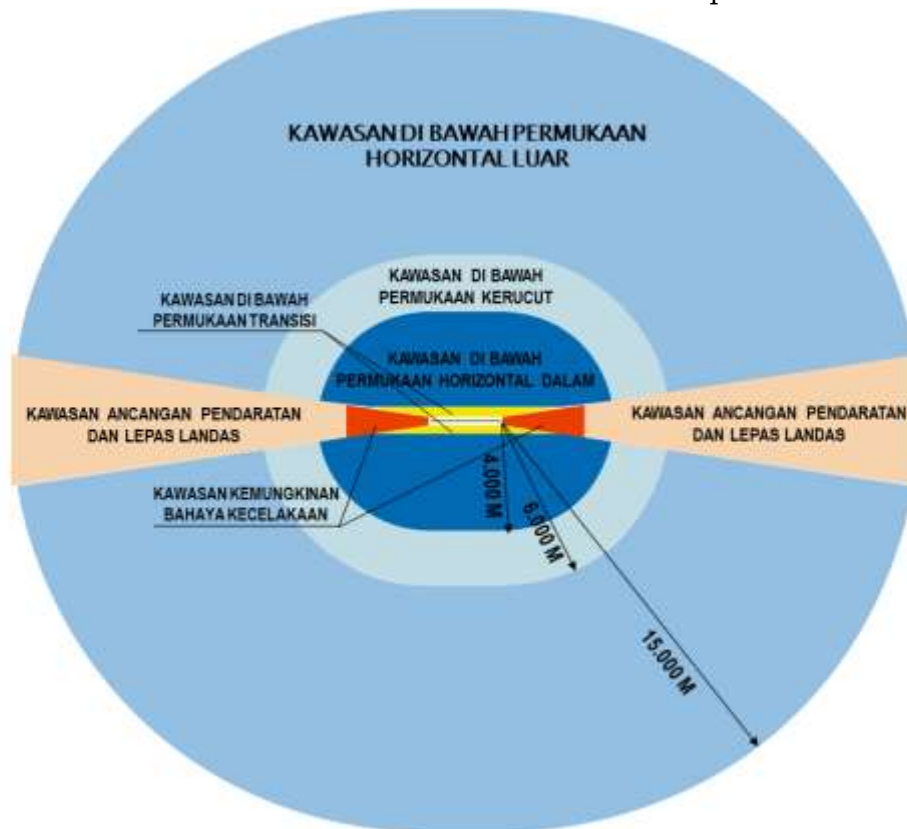 KAWASAN DI BAWAH PERMUKAAN
HORIZONTAL LUAR
KAWASAN DI BAWAH
PERMUKAAN KERUCUT
KAWASAN DI BAWAH
PERMUKAAN TRANSISI
KAWASAN DI BAWAH
PERMUKAAN HORIZONTAL DALAM
KAWASAN ANCANGAN PENDARATAN
DAN LEPAS LANDAS
KAWASAN ANCANGAN PENDARATAN
DAN LEPAS LANDAS
KAWASAN KEMUNGKINAN
BAHAYA KECELAKAAN
4.000 M
6.000 M
15.000 M